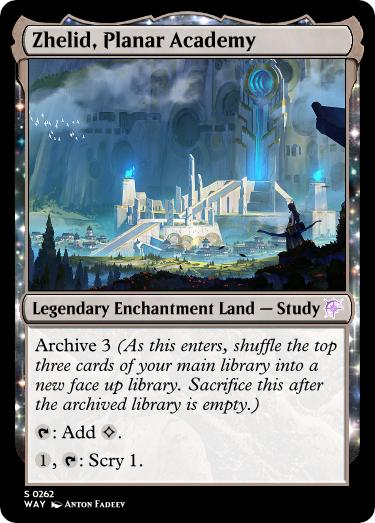 Zhelid, Planar Academy
Legendary Enchantment Land — Study
Archive 3 (As this enters, shuffle the top
three cards of your main library into a
new face up library. Sacrifice this after
the archived library is empty.)
: Add .
1 , : Scry 1.
S 0262
WAY Anton Fadeev